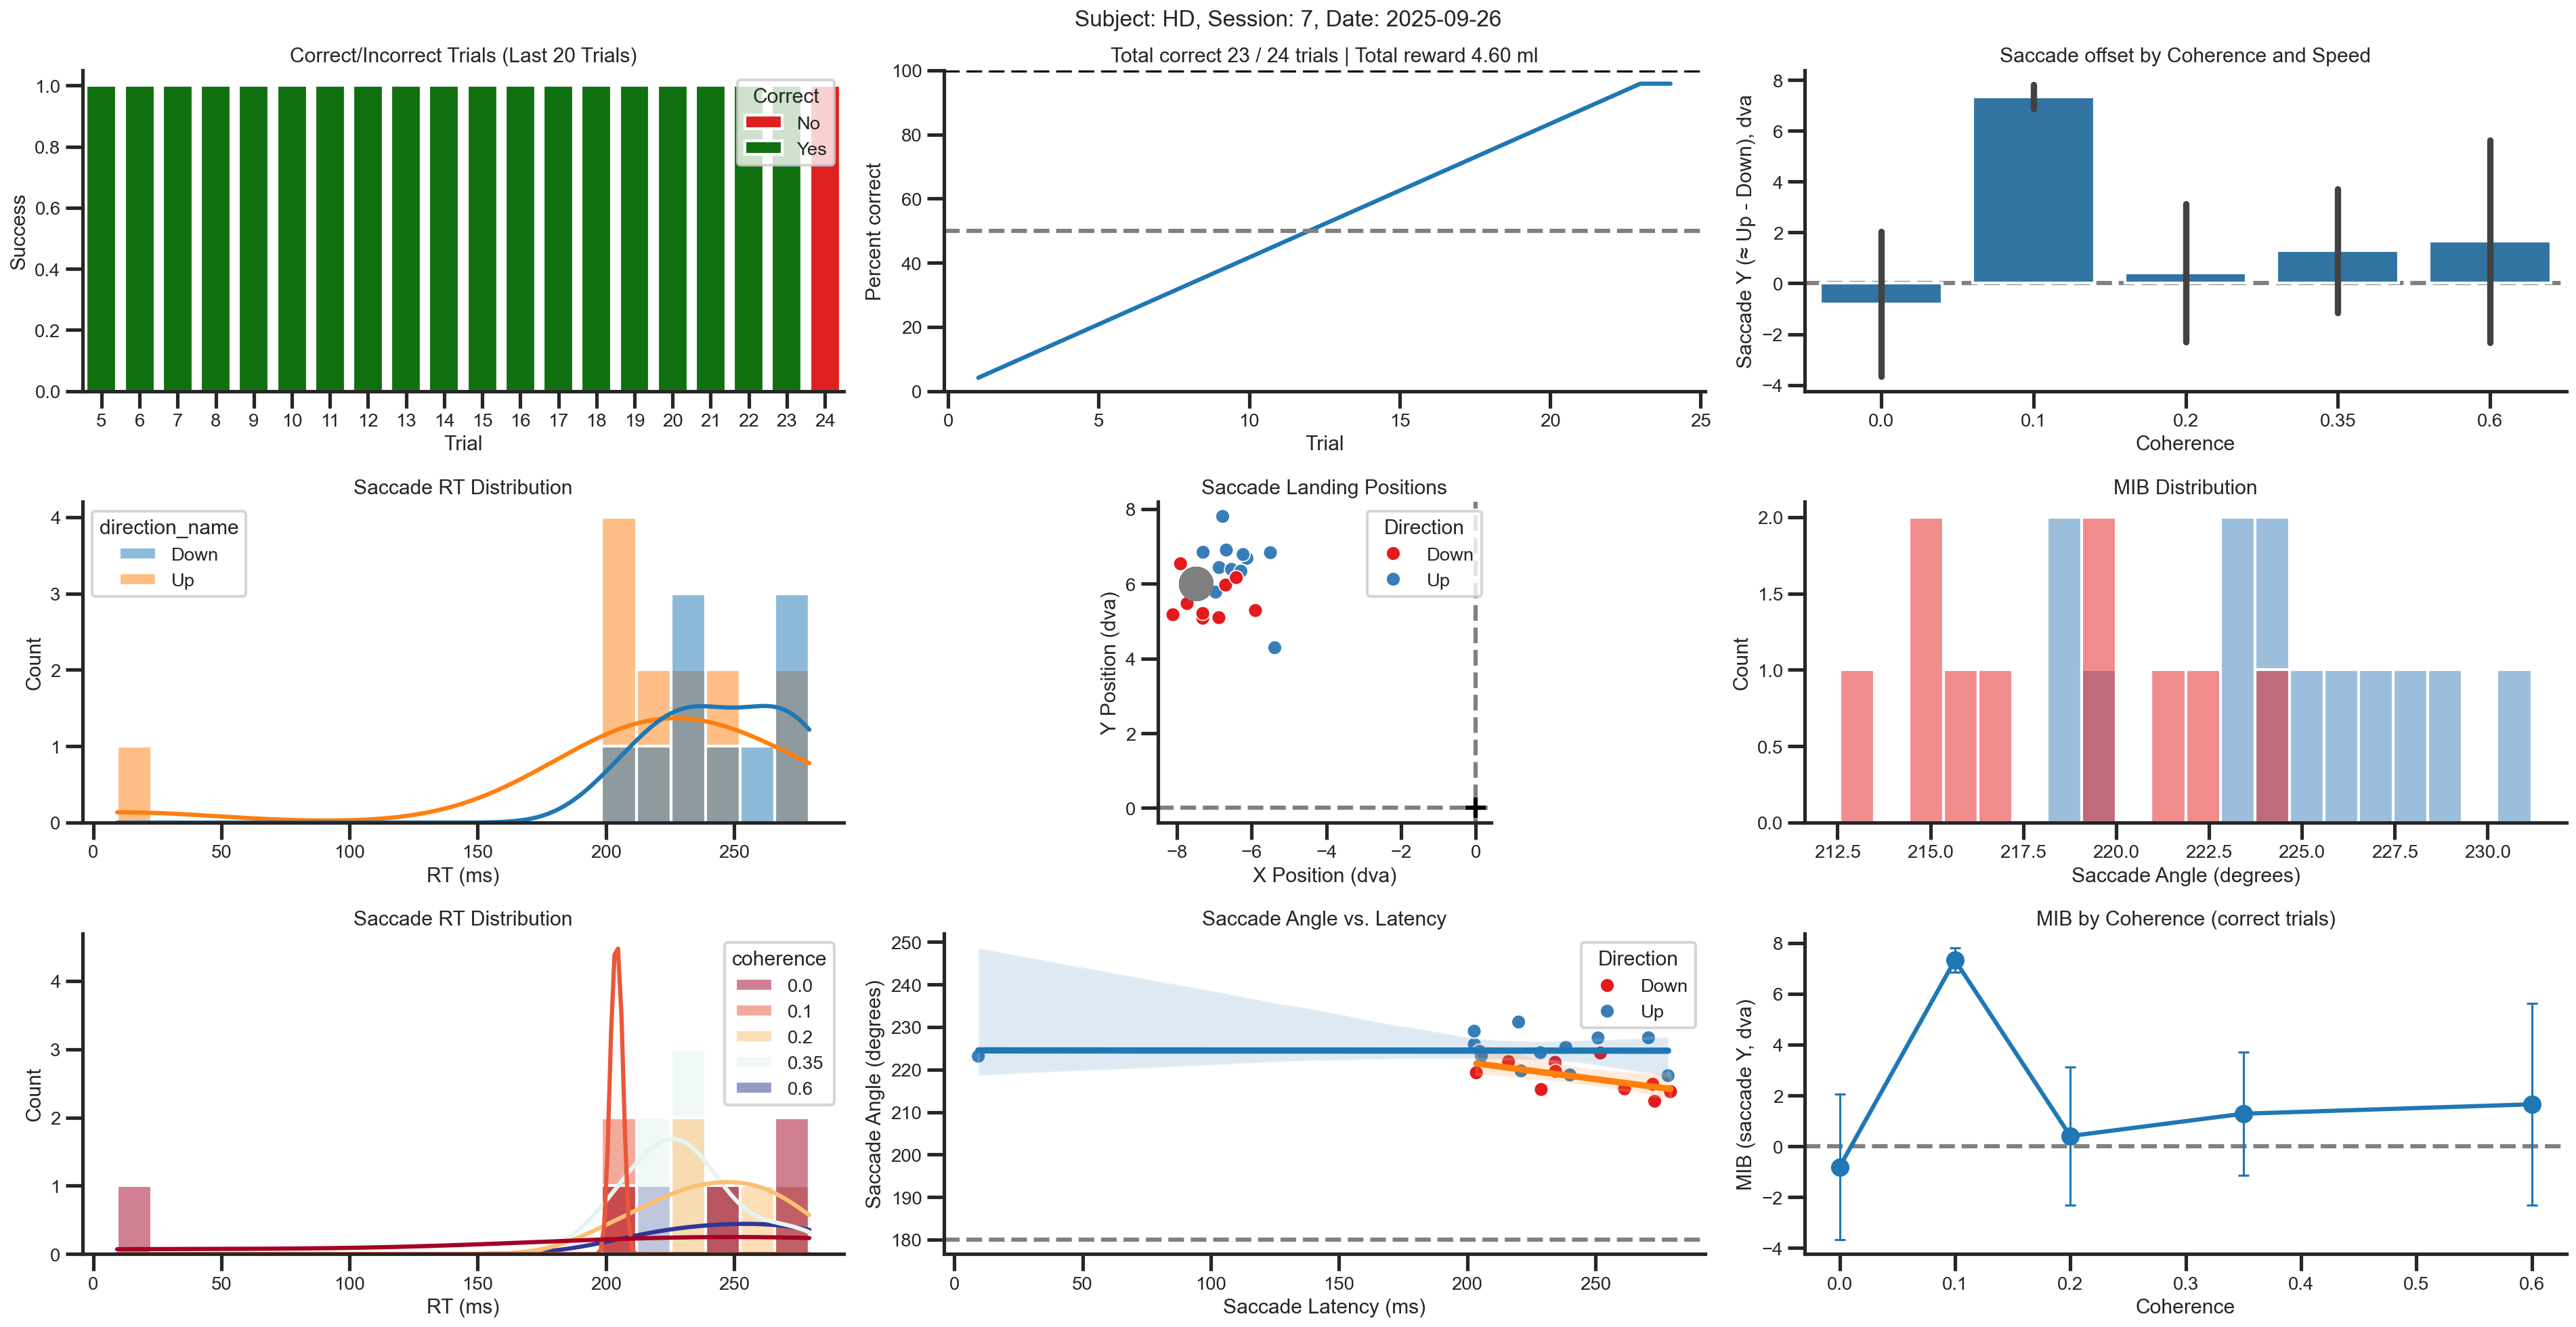 Subject: HD, Session: 7, Date: 2025-09-26
Correct/Incorrect Trials (Last 20 Trials)
Success
1.0
0.8
0.6
0.4
0.2
0.0
Correct
No
Yes
5 6 7 8 9 10 11 12 13 14 15 16 17 18 19 20 21 22 23 24
Trial
Total correct 23 / 24 trials | Total reward 4.60 ml
Percent correct
100
80
60
40
20
0
0 5 10 15 20 25
Trial
Saccade offset by Coherence and Speed
Saccade Y (≈ Up - Down), dva
8
6
4
2
0
−2
−4
0.0 0.1 0.2 0.35 0.6
Coherence
Saccade RT Distribution
Count
4
3
2
1
0
direction_name
Down
Up
0 50 100 150 200 250
RT (ms)
Saccade Landing Positions
Y Position (dva)
8
6
4
2
0
Direction
Down
Up
−8 −6 −4 −2 0
X Position (dva)
MIB Distribution
Count
2.0
1.5
1.0
0.5
0.0
212.5 215.0 217.5 220.0 222.5 225.0 227.5 230.0
Saccade Angle (degrees)
Saccade RT Distribution
Count
4
3
2
1
0
coherence
0.0
0.1
0.2
0.35
0.6
0 50 100 150 200 250
RT (ms)
Saccade Angle vs. Latency
Saccade Angle (degrees)
250
240
230
220
210
200
190
180
Direction
Down
Up
0 50 100 150 200 250
Saccade Latency (ms)
MIB by Coherence (correct trials)
MIB (saccade Y, dva)
8
6
4
2
0
−2
−4
0.0 0.1 0.2 0.3 0.4 0.5 0.6
Coherence